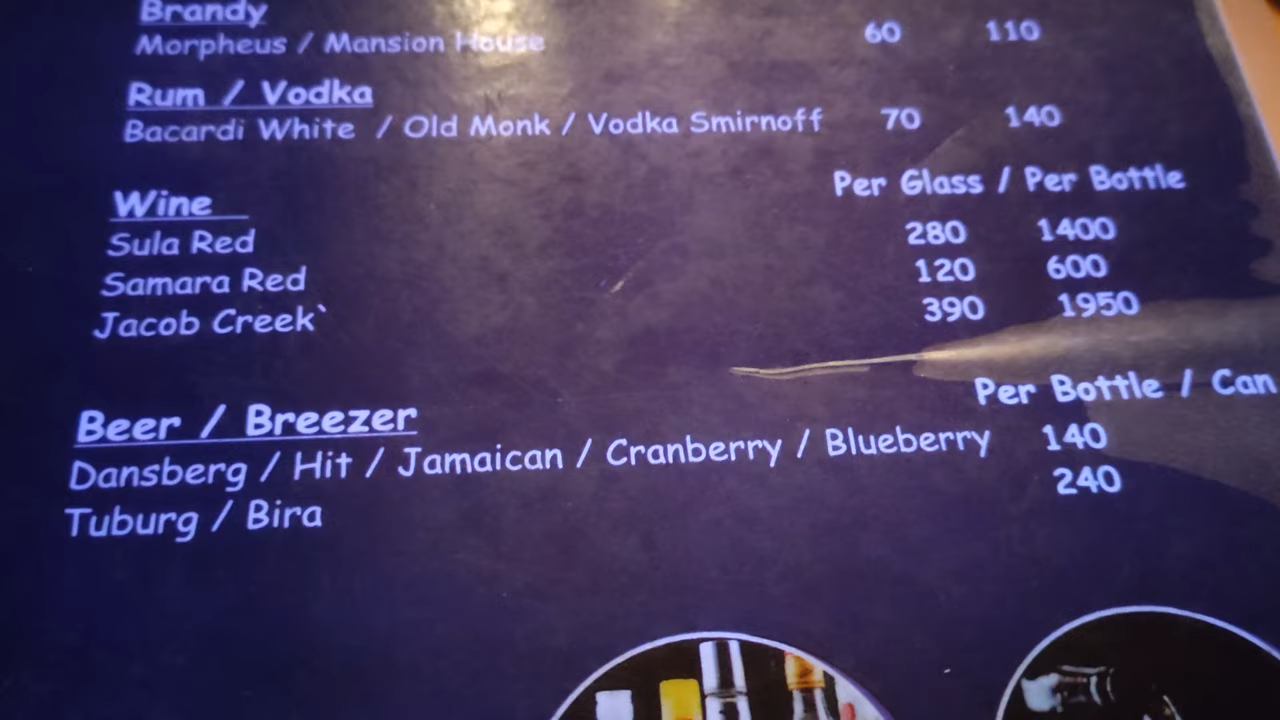 Brandy
Morpheus / Mansion House 60 110
Rum / Vodka
Bacardi White / Old Monk / Vodka Smirnoff 70 140
Wine Per Glass / Per Bottle
Sula Red 280 1400
Samara Red 120 600
Jacob Creek` 390 1950
Beer / Breezer Per Bottle / Can
Dansberg / Hit / Jamaican / Cranberry / Blueberry 140
Tuburg / Bira 240